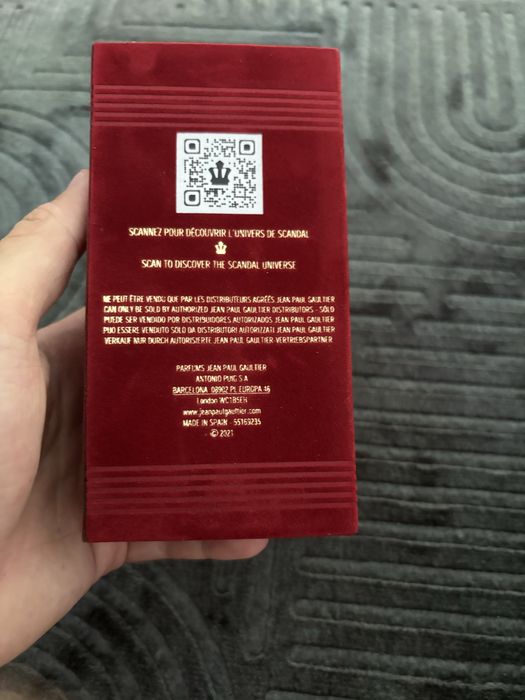 SCANNEZ POUR DÉCOUVRIR L'UNIVERS DE SCANDAL
SCAN TO DISCOVER THE SCANDAL UNIVERSE
NE PEUT ÊTRE VENDU QUE PAR LES DISTRIBUTEURS AGRÉÉS JEAN PAUL GAULTIER
CAN ONLY BE SOLD BY AUTHORIZED JEAN PAUL GAULTIER DISTRIBUTORS - SÓLO
PUEDE SER VENDIDO POR DISTRIBUIDORES AUTORIZADOS JEAN PAUL GAULTIER
PUO ESSERE VENDUTO SOLO DA DISTRIBUTORI AUTORIZZATI JEAN PAUL GAULTIER
VERKAUF NUR DURCH AUTORISIERTE JEAN PAUL GAULTIER-VERTRIEBSPARTNER
PARFUMS JEAN PAUL GAULTIER
ANTONIO PUIG S A
BARCELONA 08902 PL EUROPA 46
London WC1B5EH
www.jeanpaulgaultier.com
MADE IN SPAIN - 55169235
© 2021